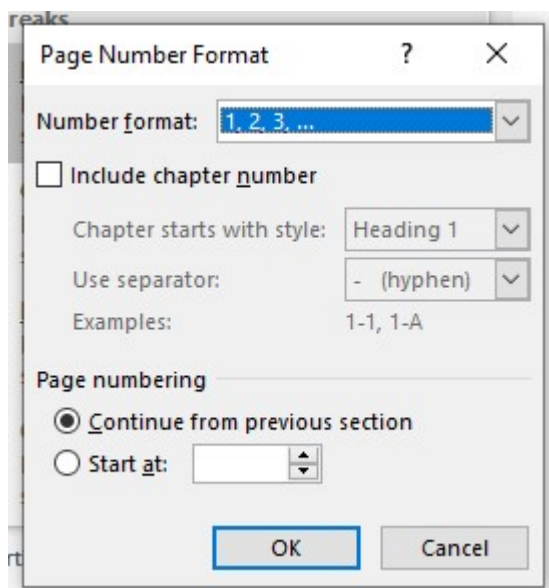 reaks
Page Number Format ? X
Number format: 1, 2, 3, ...
Include chapter number
Chapter starts with style: Heading 1
Use separator: - (hyphen)
Examples: 1-1, 1-A
Page numbering
Continue from previous section
Start at:
OK Cancel
rt